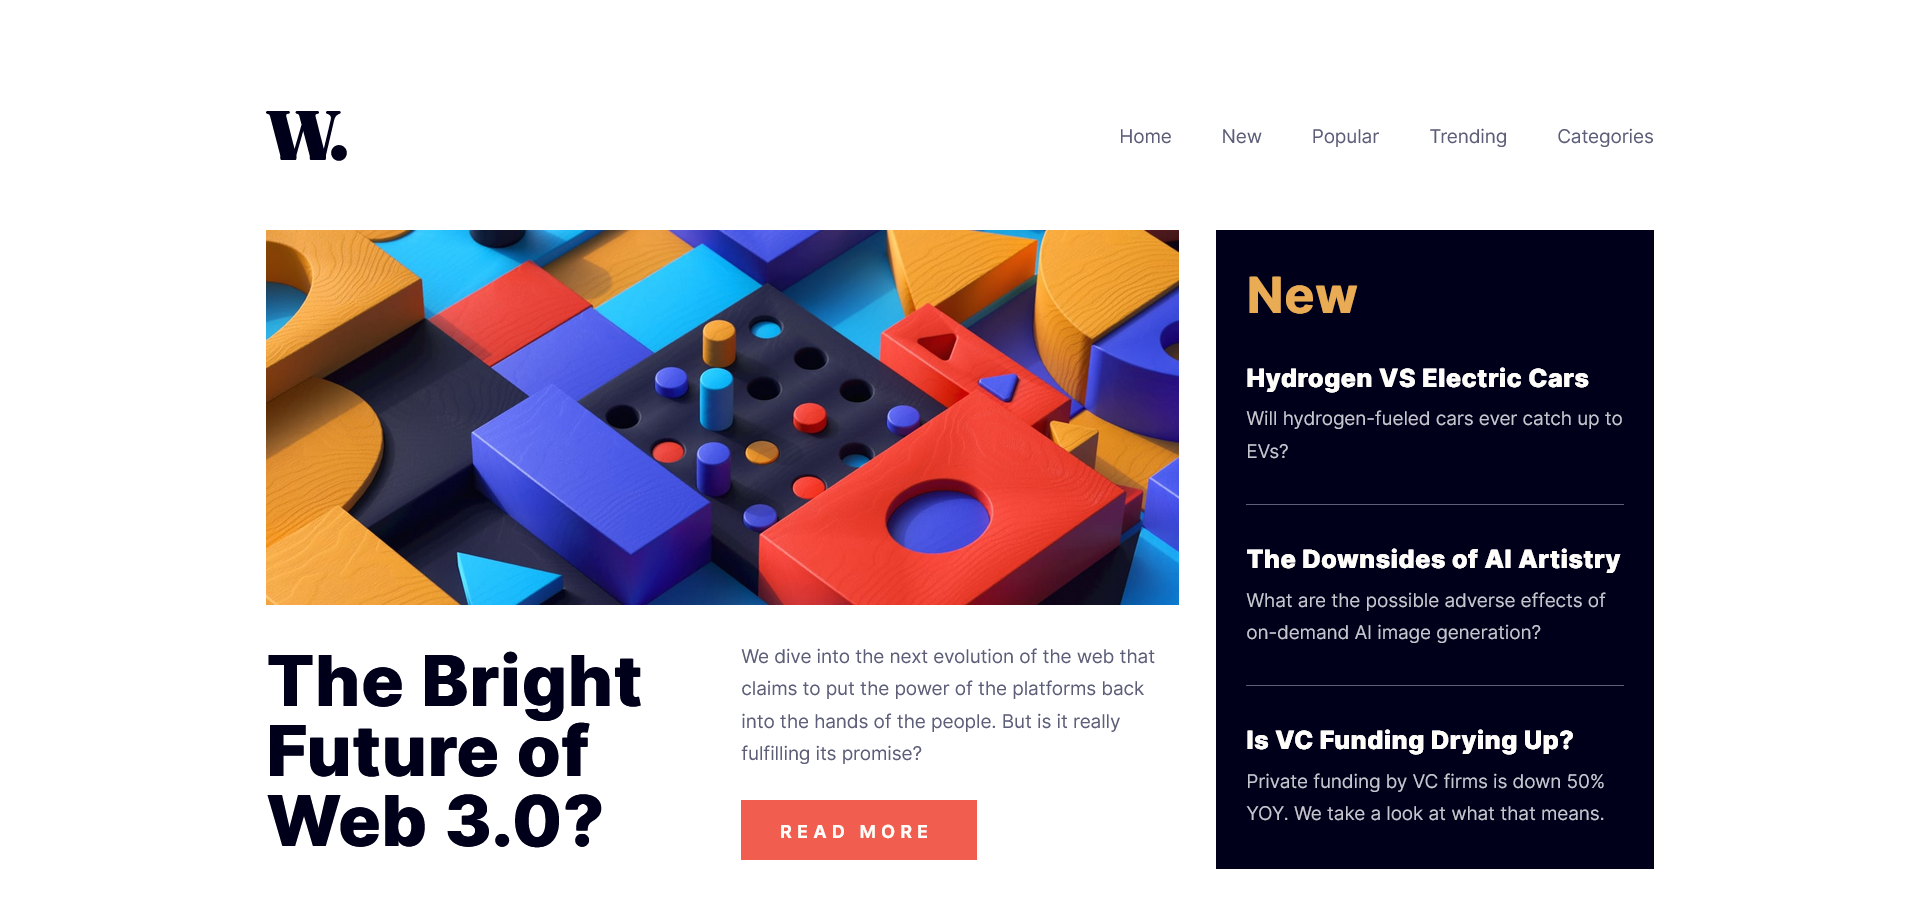 W.
Home
New
Popular
Trending
Categories
The Bright
Future of
Web 3.0?
We dive into the next evolution of the web that
claims to put the power of the platforms back
into the hands of the people. But is it really
fulfilling its promise?
READ MORE
New
Hydrogen VS Electric Cars
Will hydrogen-fueled cars ever catch up to
EVs?
The Downsides of AI Artistry
What are the possible adverse effects of
on-demand AI image generation?
Is VC Funding Drying Up?
Private funding by VC firms is down 50%
YOY. We take a look at what that means.